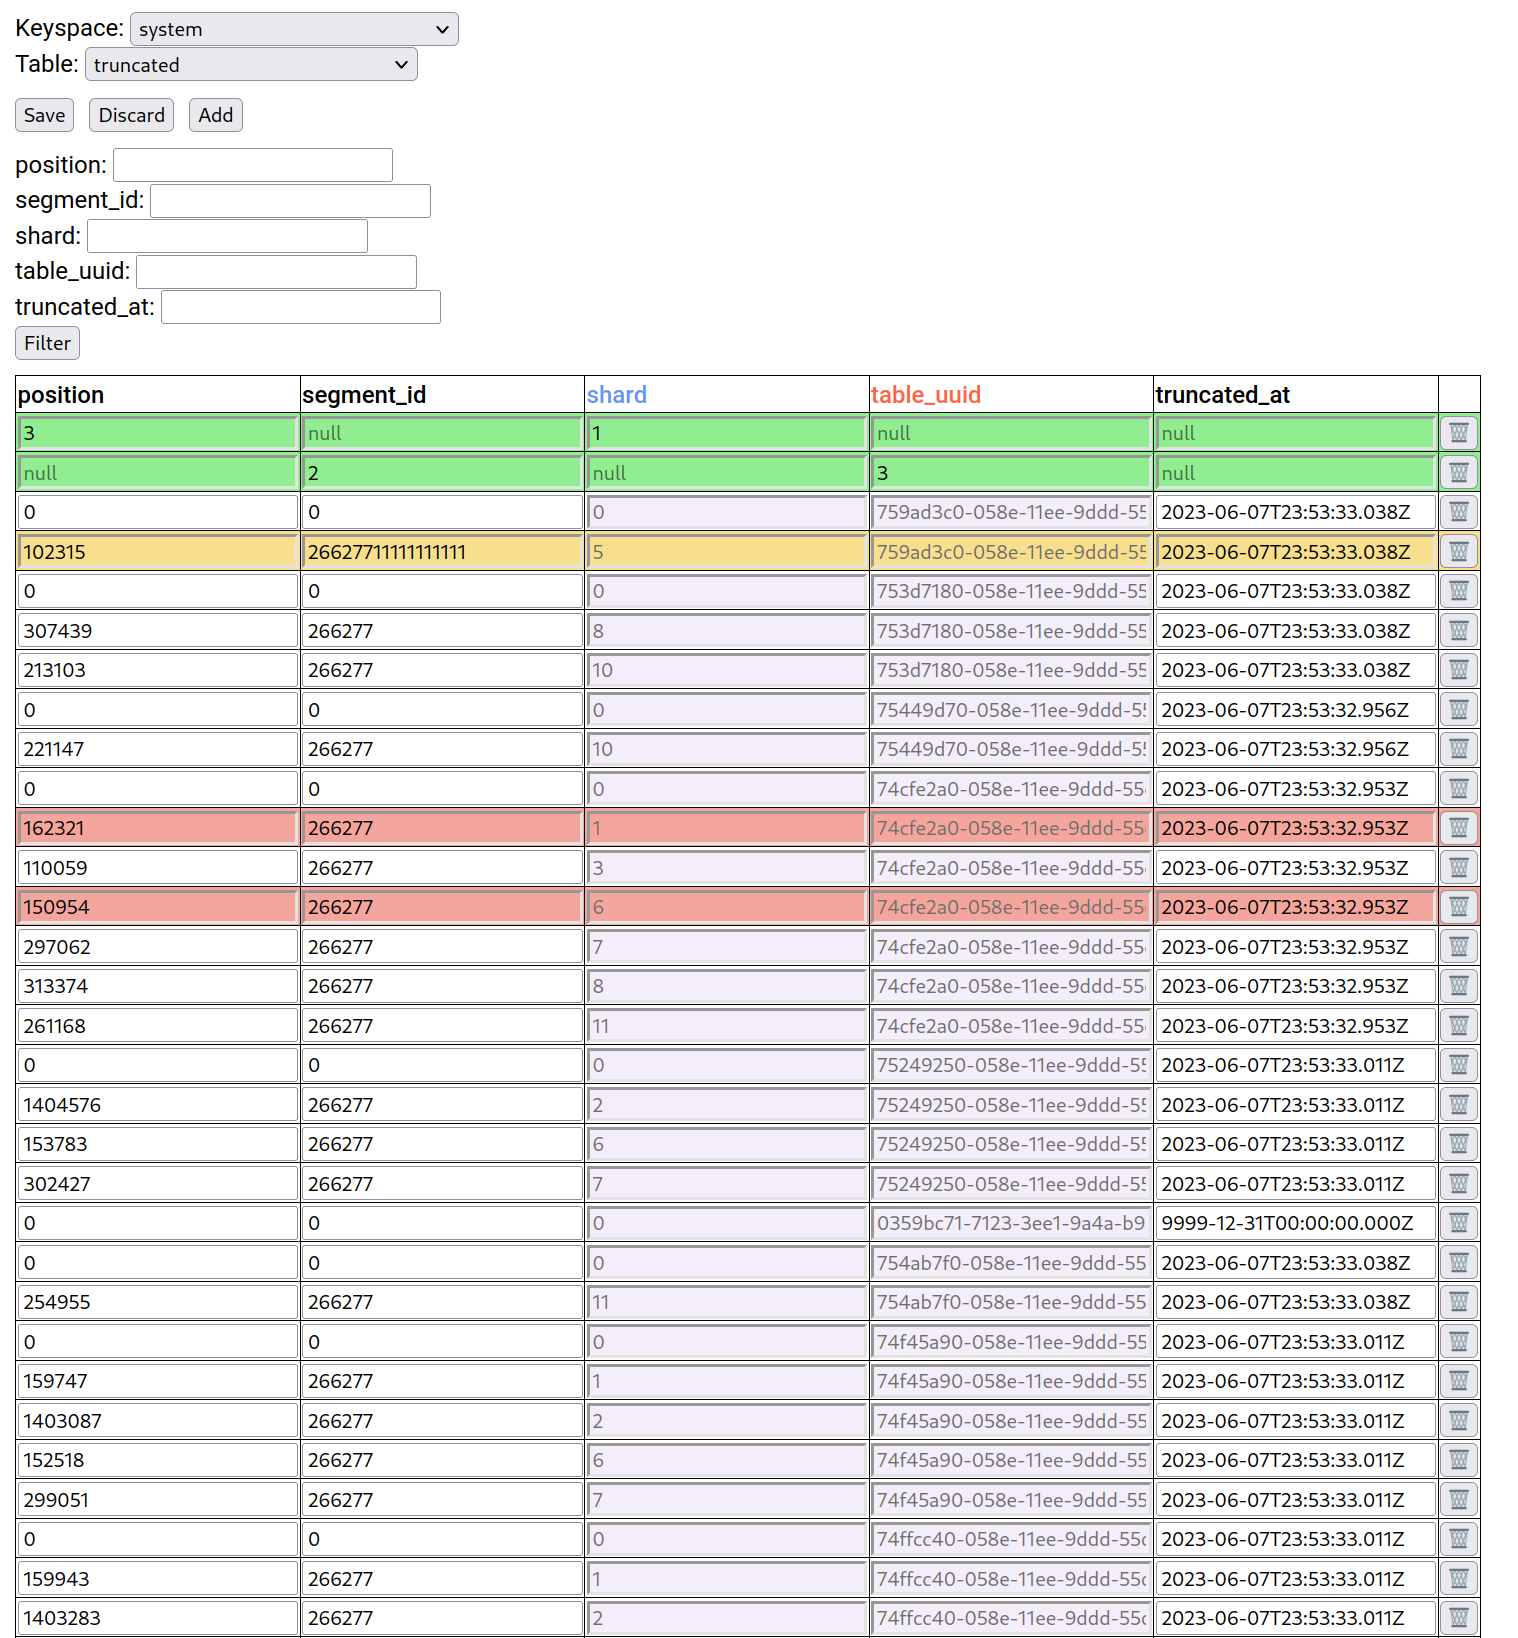 Keyspace: system
Table: truncated
Save Discard Add
position:
segment_id:
shard:
table_uuid:
truncated_at:
Filter
position segment_id shard table_uuid truncated_at
3 null 1 null null
null 2 null 3 null
0 0 0 759ad3c0-058e-11ee-9ddd-55 2023-06-07T23:53:33.038Z
102315 26627711111111111 5 759ad3c0-058e-11ee-9ddd-55 2023-06-07T23:53:33.038Z
0 0 0 753d7180-058e-11ee-9ddd-55 2023-06-07T23:53:33.038Z
307439 266277 8 753d7180-058e-11ee-9ddd-55 2023-06-07T23:53:33.038Z
213103 266277 10 753d7180-058e-11ee-9ddd-55 2023-06-07T23:53:33.038Z
0 0 0 75449d70-058e-11ee-9ddd-55 2023-06-07T23:53:32.956Z
221147 266277 10 75449d70-058e-11ee-9ddd-55 2023-06-07T23:53:32.956Z
0 0 0 74cfe2a0-058e-11ee-9ddd-55 2023-06-07T23:53:32.953Z
162321 266277 1 74cfe2a0-058e-11ee-9ddd-55 2023-06-07T23:53:32.953Z
110059 266277 3 74cfe2a0-058e-11ee-9ddd-55 2023-06-07T23:53:32.953Z
150954 266277 6 74cfe2a0-058e-11ee-9ddd-55 2023-06-07T23:53:32.953Z
297062 266277 7 74cfe2a0-058e-11ee-9ddd-55 2023-06-07T23:53:32.953Z
313374 266277 8 74cfe2a0-058e-11ee-9ddd-55 2023-06-07T23:53:32.953Z
261168 266277 11 74cfe2a0-058e-11ee-9ddd-55 2023-06-07T23:53:32.953Z
0 0 0 75249250-058e-11ee-9ddd-55 2023-06-07T23:53:33.011Z
1404576 266277 2 75249250-058e-11ee-9ddd-55 2023-06-07T23:53:33.011Z
153783 266277 6 75249250-058e-11ee-9ddd-55 2023-06-07T23:53:33.011Z
302427 266277 7 75249250-058e-11ee-9ddd-55 2023-06-07T23:53:33.011Z
0 0 0 0359bc71-7123-3ee1-9a4a-b9 9999-12-31T00:00:00.000Z
0 0 0 754ab7f0-058e-11ee-9ddd-55 2023-06-07T23:53:33.038Z
254955 266277 11 754ab7f0-058e-11ee-9ddd-55 2023-06-07T23:53:33.038Z
0 0 0 74f45a90-058e-11ee-9ddd-55 2023-06-07T23:53:33.011Z
159747 266277 1 74f45a90-058e-11ee-9ddd-55 2023-06-07T23:53:33.011Z
1403087 266277 2 74f45a90-058e-11ee-9ddd-55 2023-06-07T23:53:33.011Z
152518 266277 6 74f45a90-058e-11ee-9ddd-55 2023-06-07T23:53:33.011Z
299051 266277 7 74f45a90-058e-11ee-9ddd-55 2023-06-07T23:53:33.011Z
0 0 0 74ffcc40-058e-11ee-9ddd-55 2023-06-07T23:53:33.011Z
159943 266277 1 74ffcc40-058e-11ee-9ddd-55 2023-06-07T23:53:33.011Z
1403283 266277 2 74ffcc40-058e-11ee-9ddd-55 2023-06-07T23:53:33.011Z